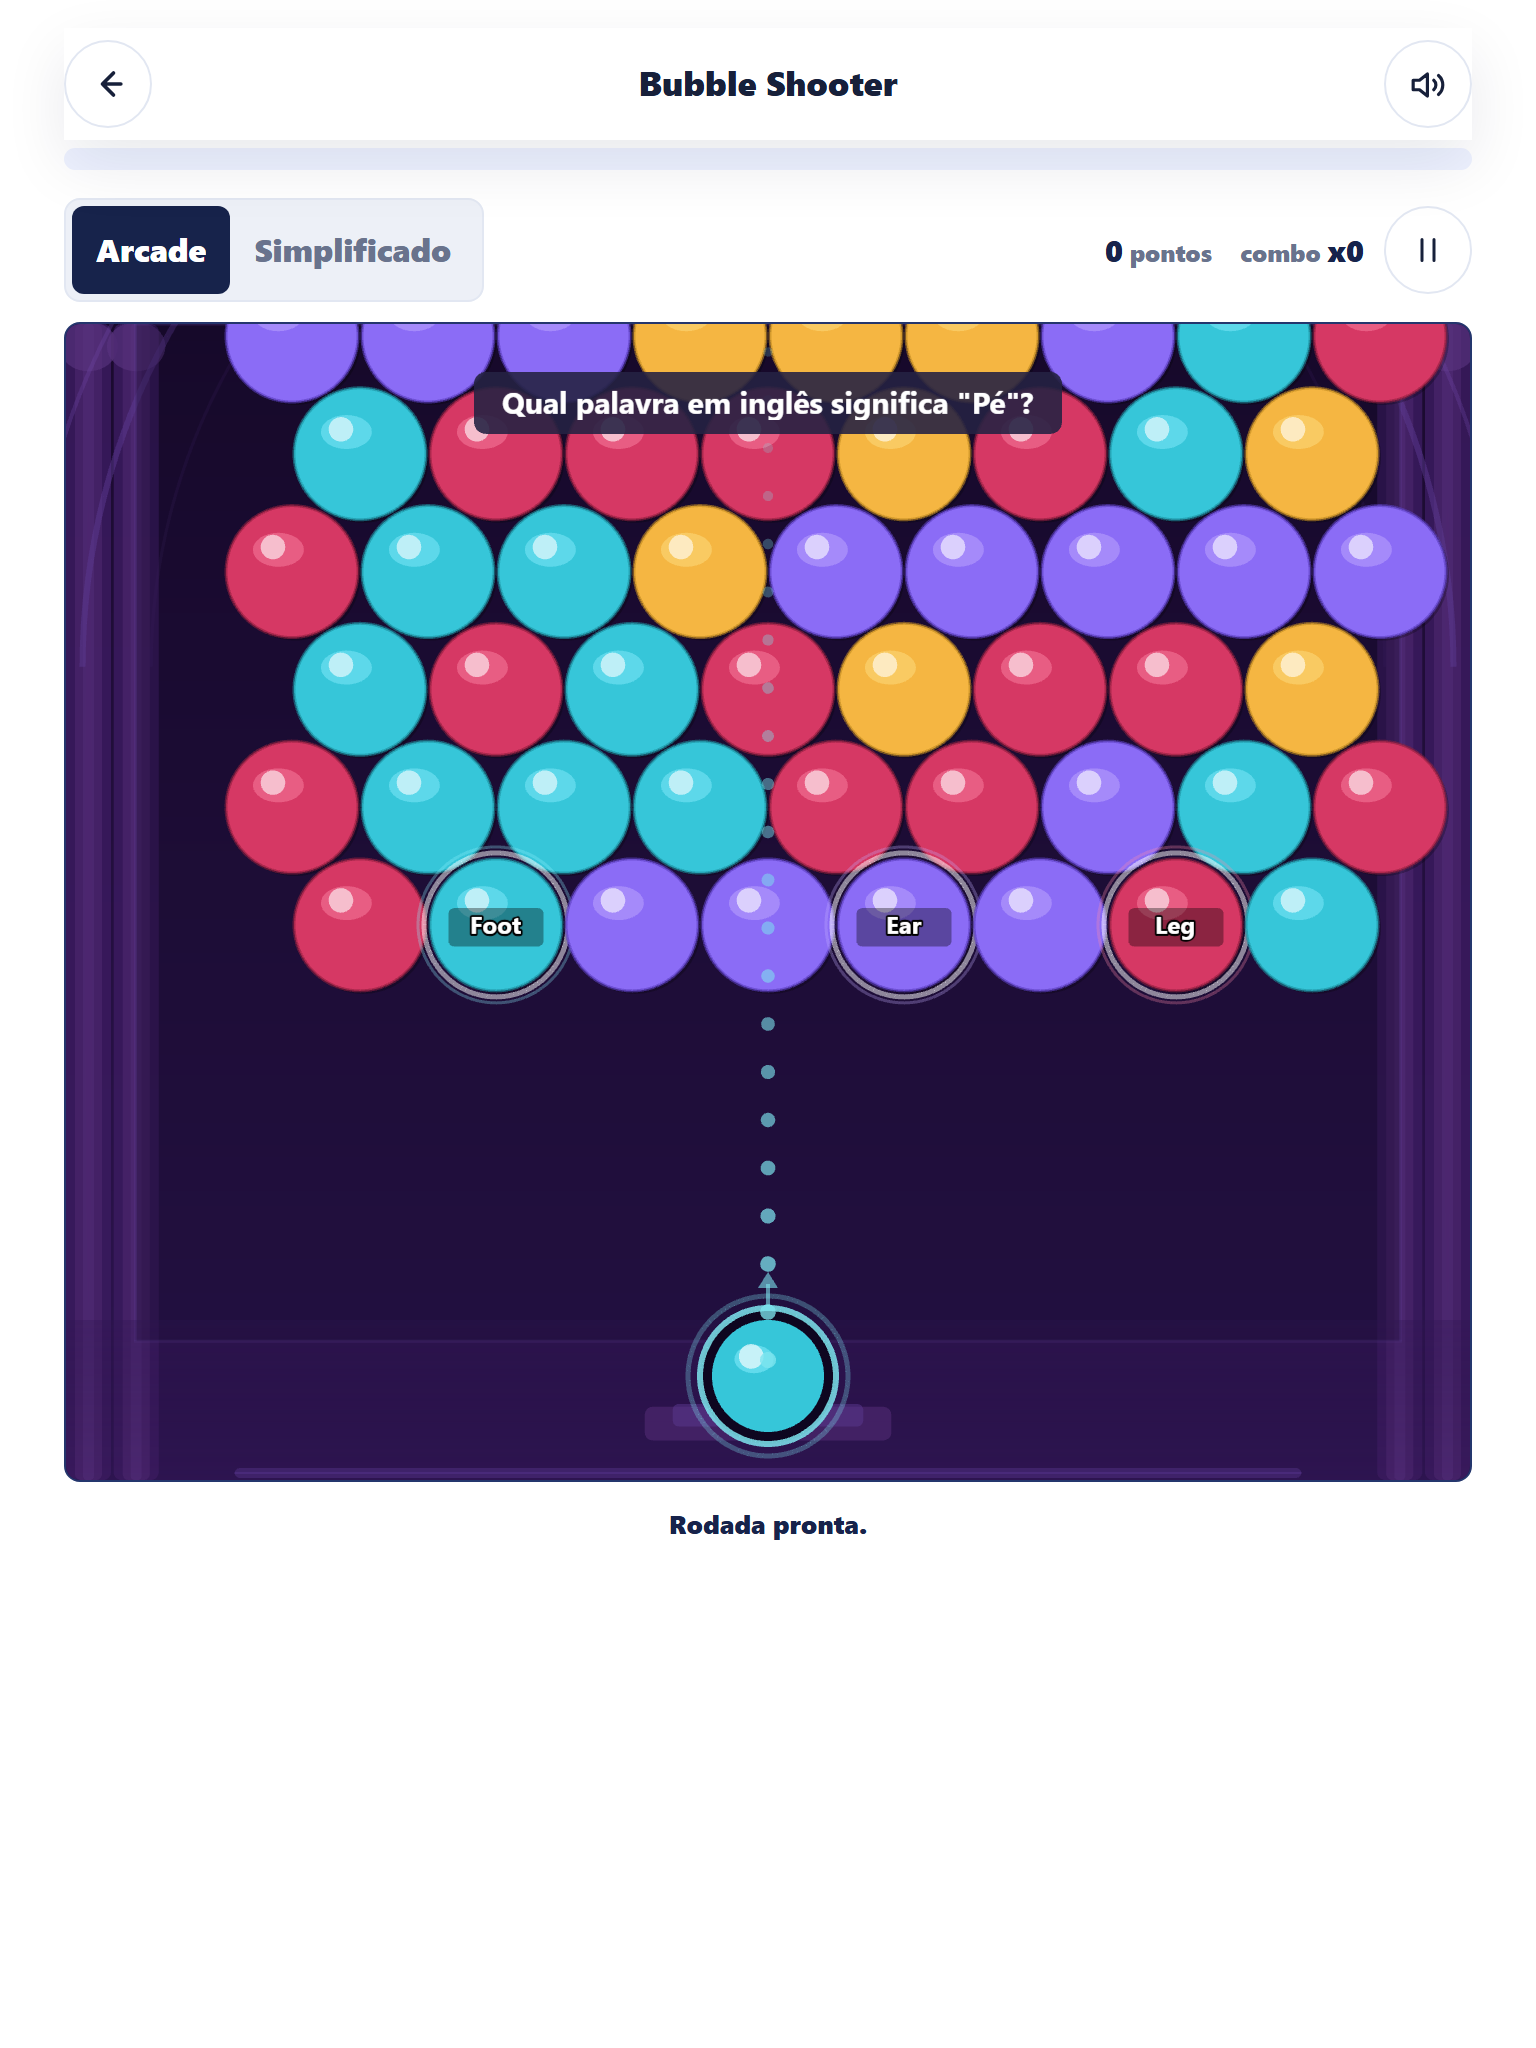 Bubble Shooter
Arcade
Simplificado
0 pontos
combo x0
Qual palavra em inglês significa "Pé"?
Foot
Ear
Leg
Rodada pronta.